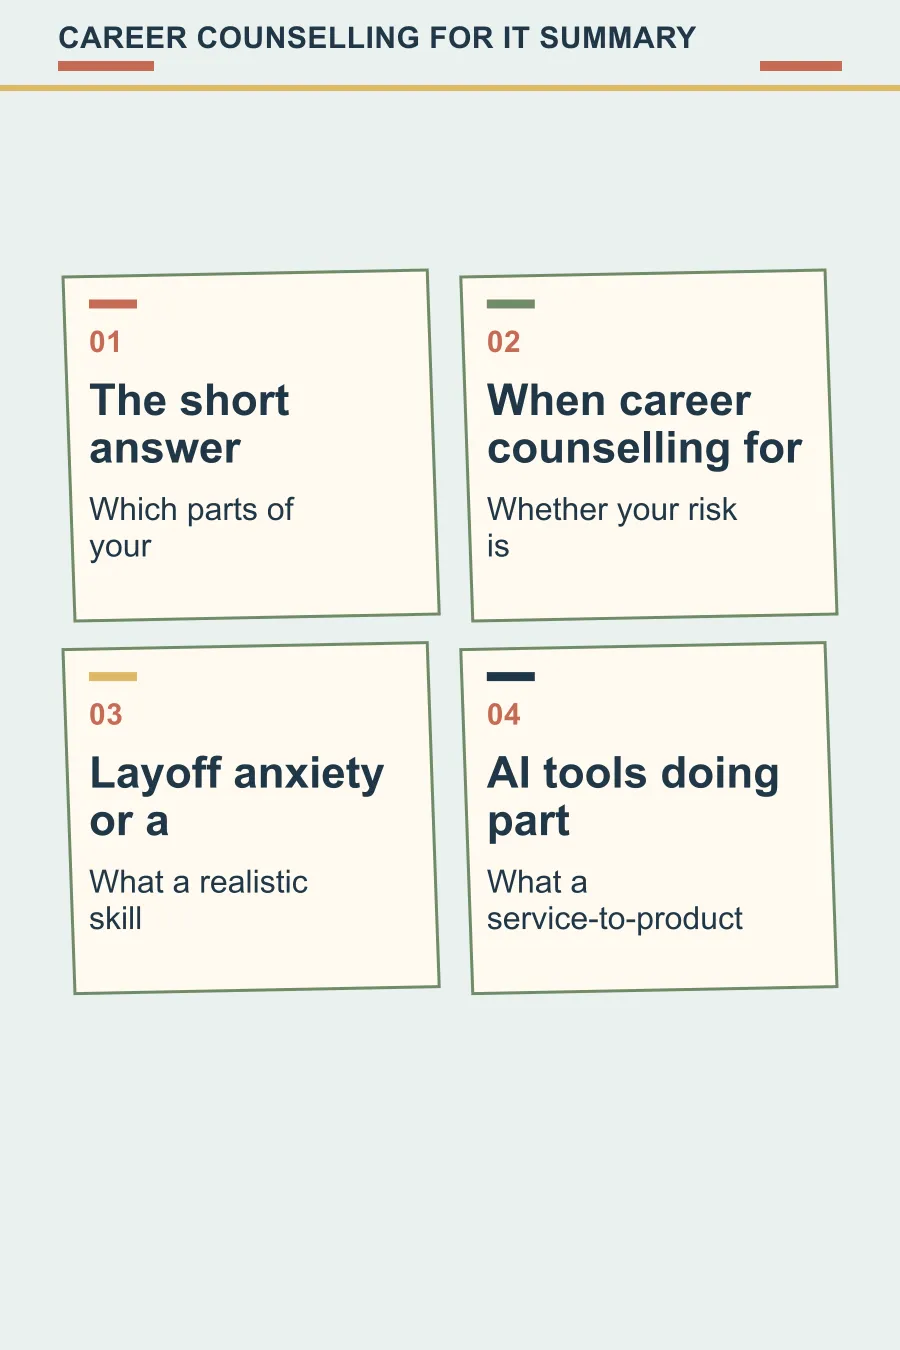 CAREER COUNSELLING FOR IT SUMMARY
01
The short
answer
Which parts of
your
02
When career
counselling for
Whether your risk
is
03
Layoff anxiety
or a
What a realistic
skill
04
AI tools doing
part
What a
service-to-product